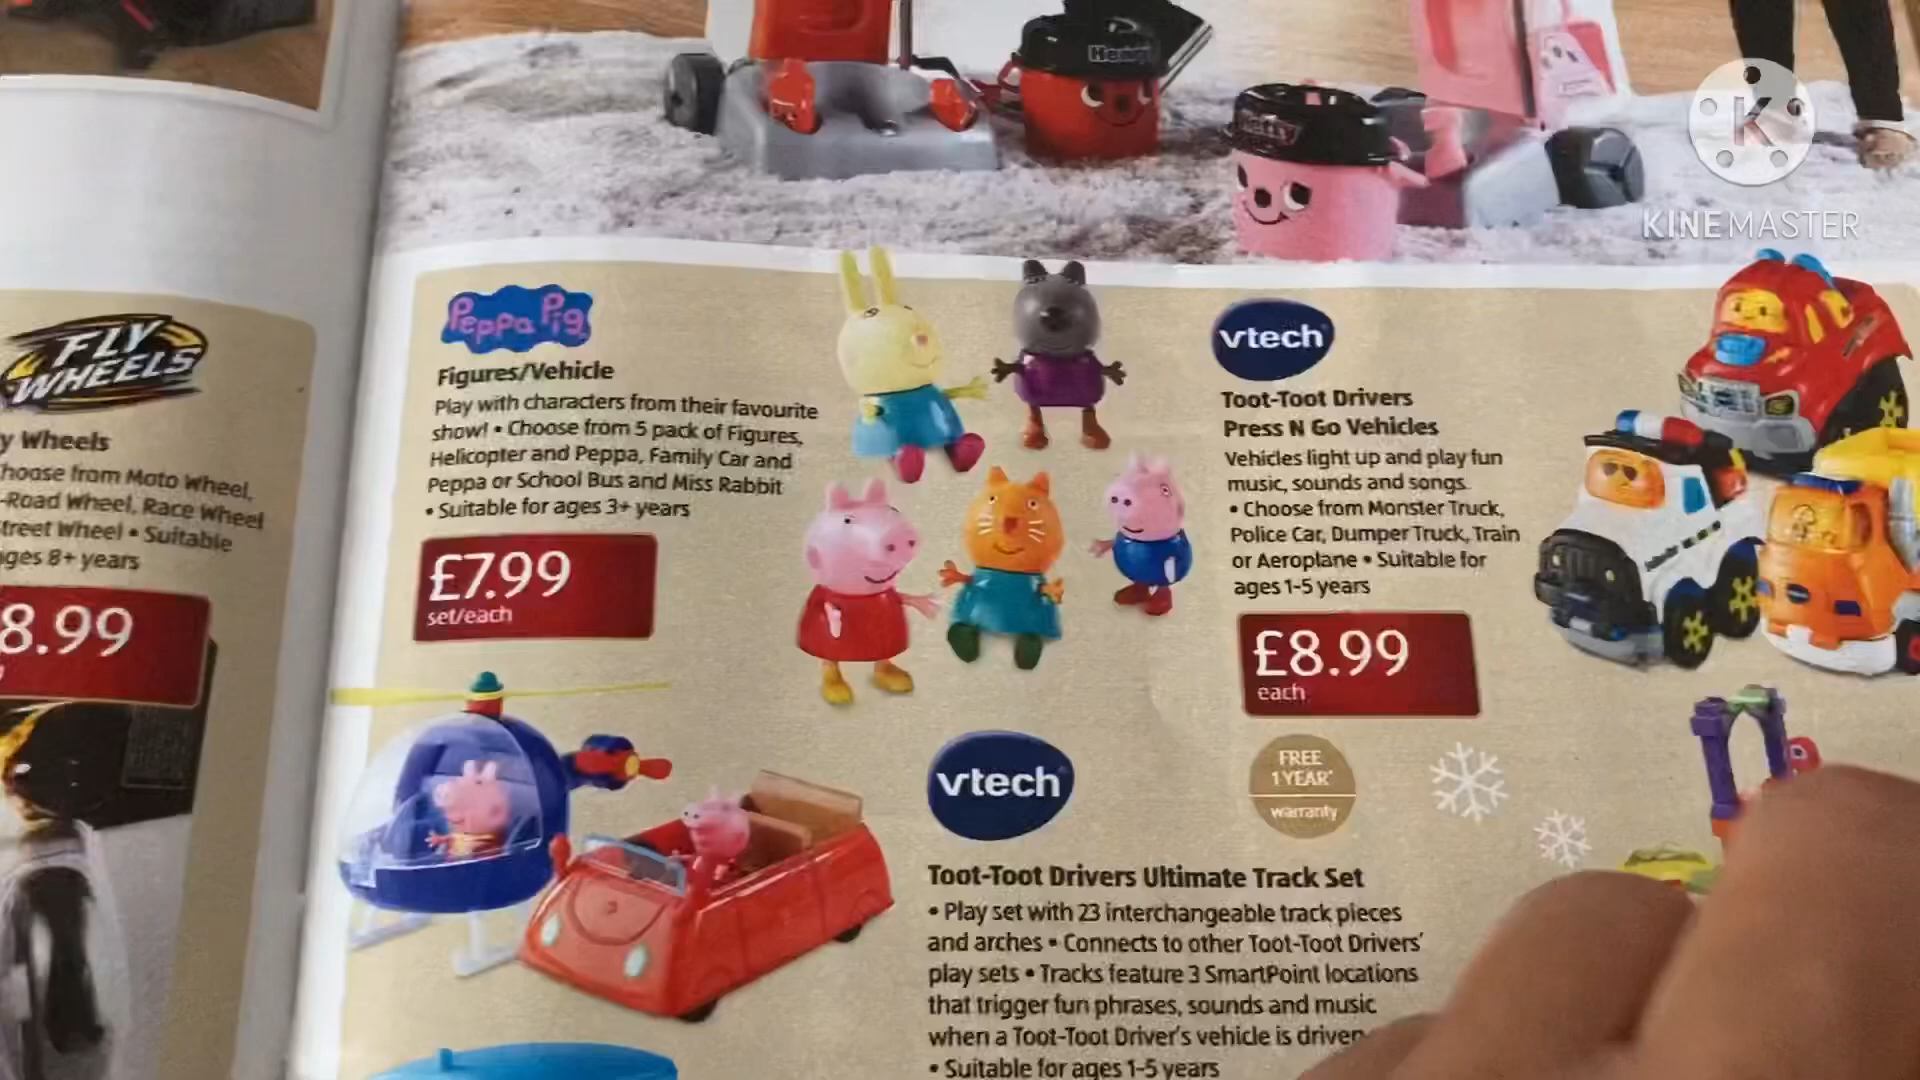 Henry
Hetty
KINEMASTER
FLY
WHEELS
y Wheels
hoose from Moto Wheel,
-Road Wheel, Race Wheel
treet Wheel • Suitable
ges 8+ years
8.99
Peppa Pig
Figures/Vehicle
Play with characters from their favourite
show! • Choose from 5 pack of Figures,
Helicopter and Peppa, Family Car and
Peppa or School Bus and Miss Rabbit
• Suitable for ages 3+ years
£7.99
set/each
vtech
Toot-Toot Drivers
Press N Go Vehicles
Vehicles light up and play fun
music, sounds and songs
• Choose from Monster Truck,
Police Car, Dumper Truck, Train
or Aeroplane • Suitable for
ages 1-5 years
£8.99
each
vtech
FREE
1 YEAR*
warranty
Toot-Toot Drivers Ultimate Track Set
• Play set with 23 interchangeable track pieces
and arches • Connects to other Toot-Toot Drivers'
play sets • Tracks feature 3 SmartPoint locations
that trigger fun phrases, sounds and music
when a Toot-Toot Driver's vehicle is driven
• Suitable for ages 1-5 years